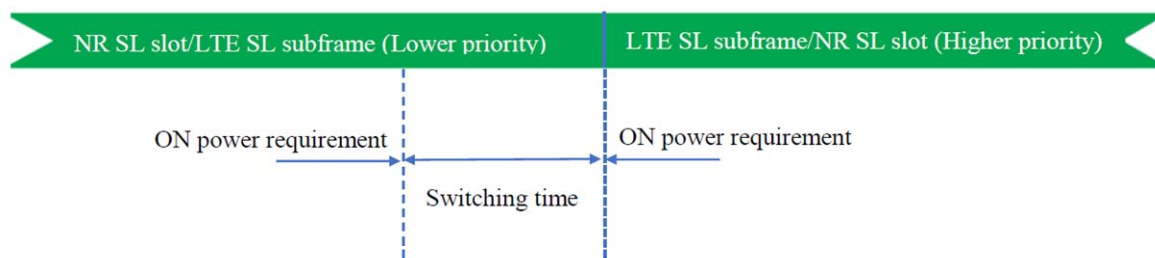 NR SL slot/LTE SL subframe (Lower priority)
LTE SL subframe/NR SL slot (Higher priority)
ON power requirement
ON power requirement
Switching time